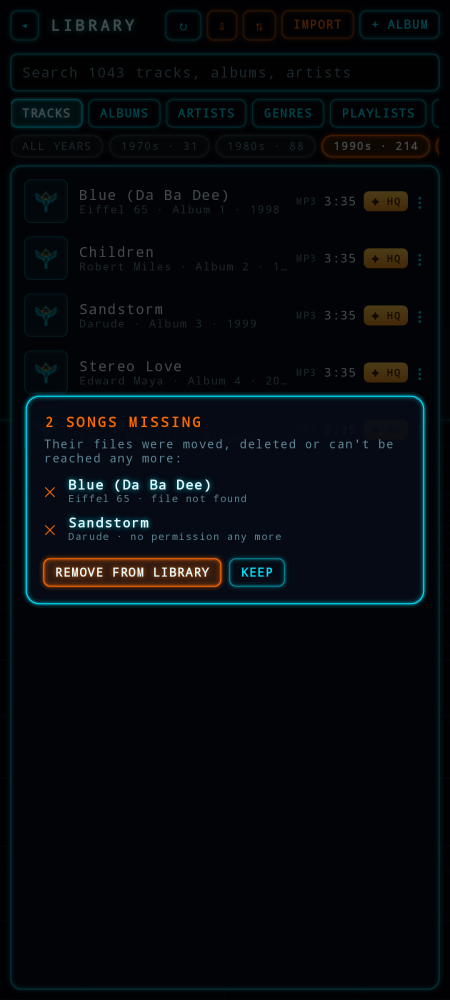 LIBRARY
IMPORT
+ ALBUM
Search 1043 tracks, albums, artists
TRACKS
ALBUMS
ARTISTS
GENRES
PLAYLISTS
ALL YEARS
1970s · 31
1980s · 88
1990s · 214
Blue (Da Ba Dee)
Eiffel 65 · Album 1 · 1998
MP3 3:35 HQ
Children
Robert Miles · Album 2 · 1…
MP3 3:35 HQ
Sandstorm
Darude · Album 3 · 1999
MP3 3:35 HQ
Stereo Love
Edward Maya · Album 4 · 20…
MP3 3:35 HQ
2 SONGS MISSING
Their files were moved, deleted or can't be
reached any more:
Blue (Da Ba Dee)
Eiffel 65 · file not found
Sandstorm
Darude · no permission any more
REMOVE FROM LIBRARY
KEEP